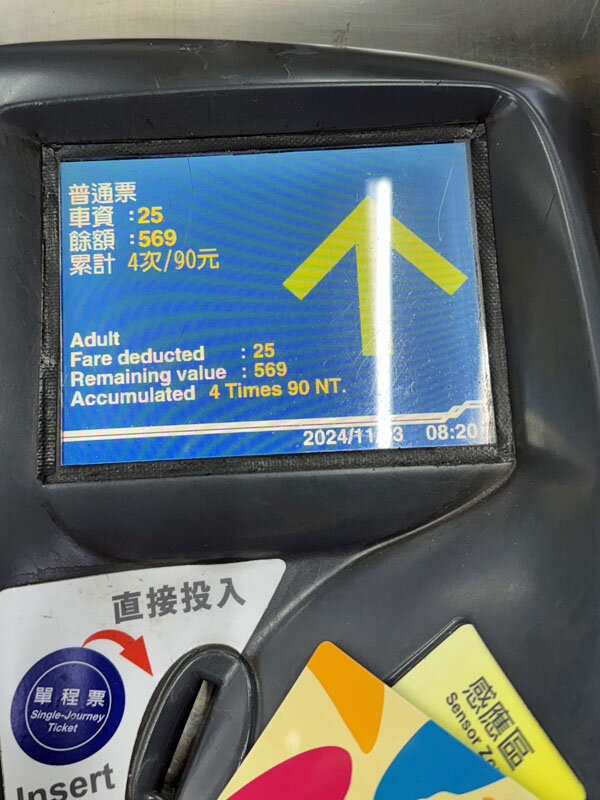 普通票
車資 : 25
餘額 : 569
累計 4次/90元
Adult
Fare deducted : 25
Remaining value : 569
Accumulated 4 Times 90 NT.
08:20
直接投入
單程票
Single-Journey
Ticket
Insert
感應區
Sensor